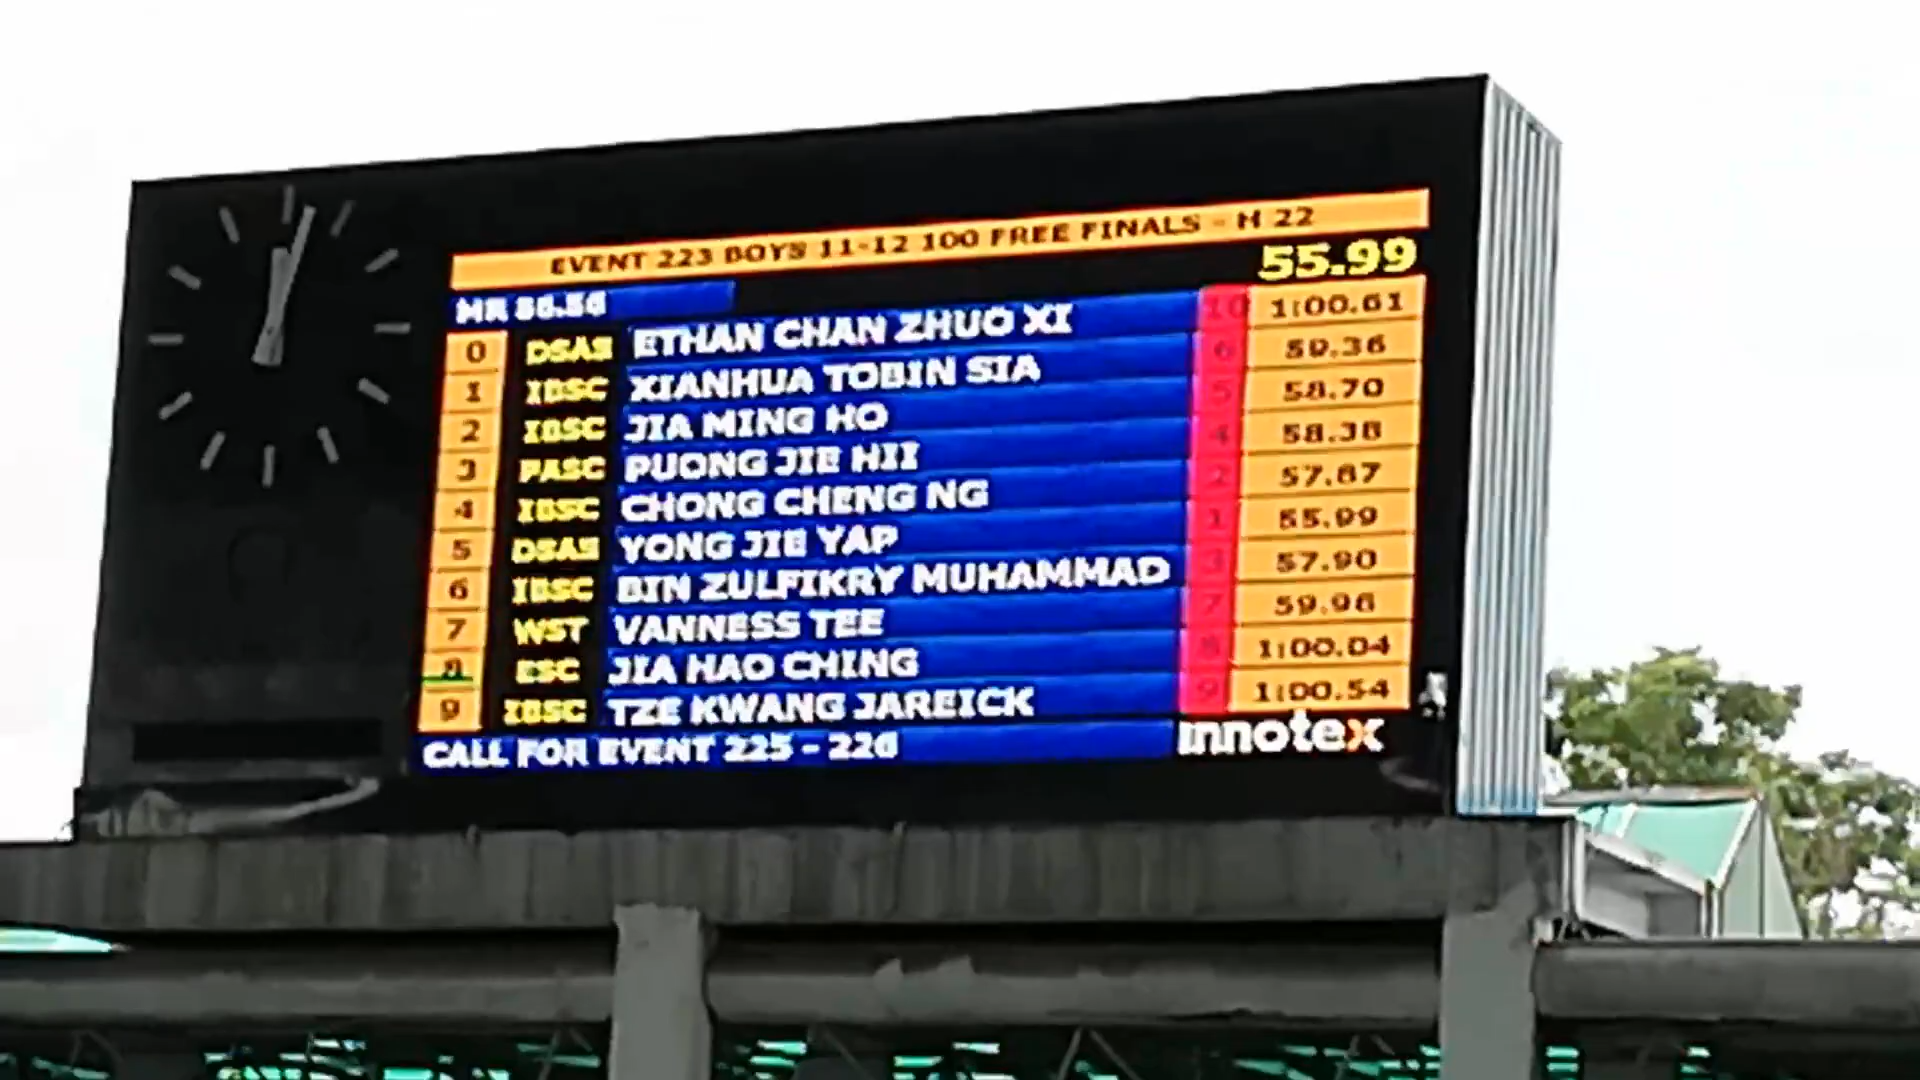 EVENT 223 BOYS 11-12 100 FREE FINALS - H 22
55.99
MR 56.56
0 DSAS ETHAN CHAN ZHUO XI 10 1:00.61
1 IBSC XIANHUA TOBIN SIA 6 59.36
2 IBSC JIA MING HO 5 58.70
3 PASC PUONG JIE HII 4 58.38
4 IBSC CHONG CHENG NG 2 57.87
5 DSAS YONG JIE YAP 1 55.99
6 IBSC BIN ZULFIKRY MUHAMMAD 3 57.90
7 WST VANNESS TEE 7 59.98
8 ESC JIA HAO CHING 8 1:00.04
9 IBSC TZE KWANG JAREICK 9 1:00.54
CALL FOR EVENT 225 - 226
innotex